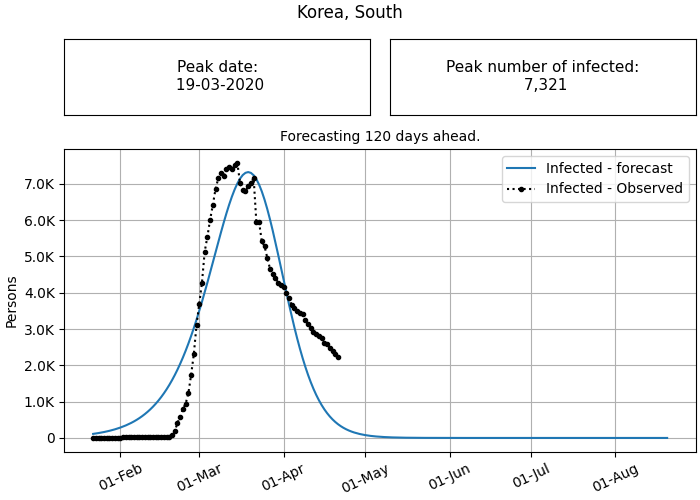 Korea, South
Peak date:
19-03-2020
Peak number of infected:
7,321
Forecasting 120 days ahead.
Infected - forecast
Infected - Observed
Persons
7.0K
6.0K
5.0K
4.0K
3.0K
2.0K
1.0K
0
01-Feb
01-Mar
01-Apr
01-May
01-Jun
01-Jul
01-Aug